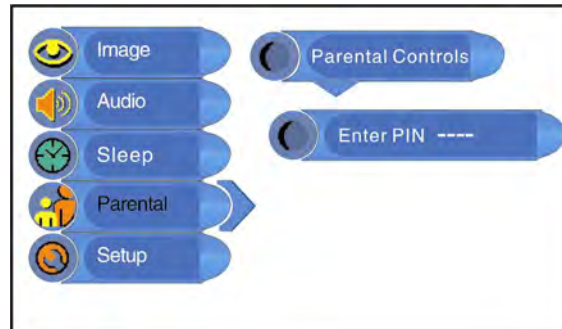 Image
Audio
Sleep
Parental
Setup
Parental Controls
Enter PIN ----